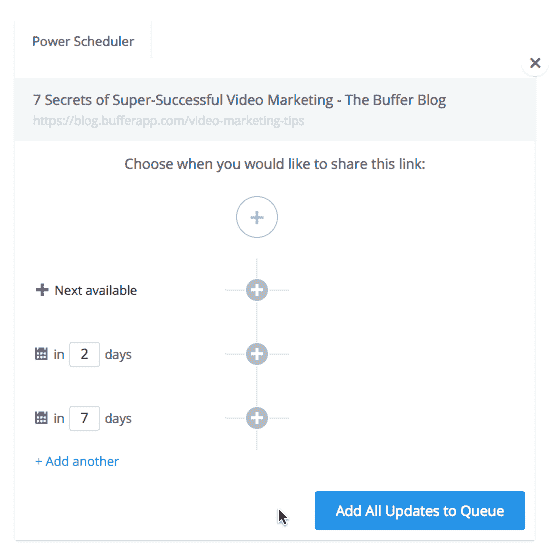 Power Scheduler
7 Secrets of Super-Successful Video Marketing - The Buffer Blog
https://blog.bufferapp.com/video-marketing-tips
Choose when you would like to share this link:
Next available
in 2 days
in 7 days
+ Add another
Add All Updates to Queue